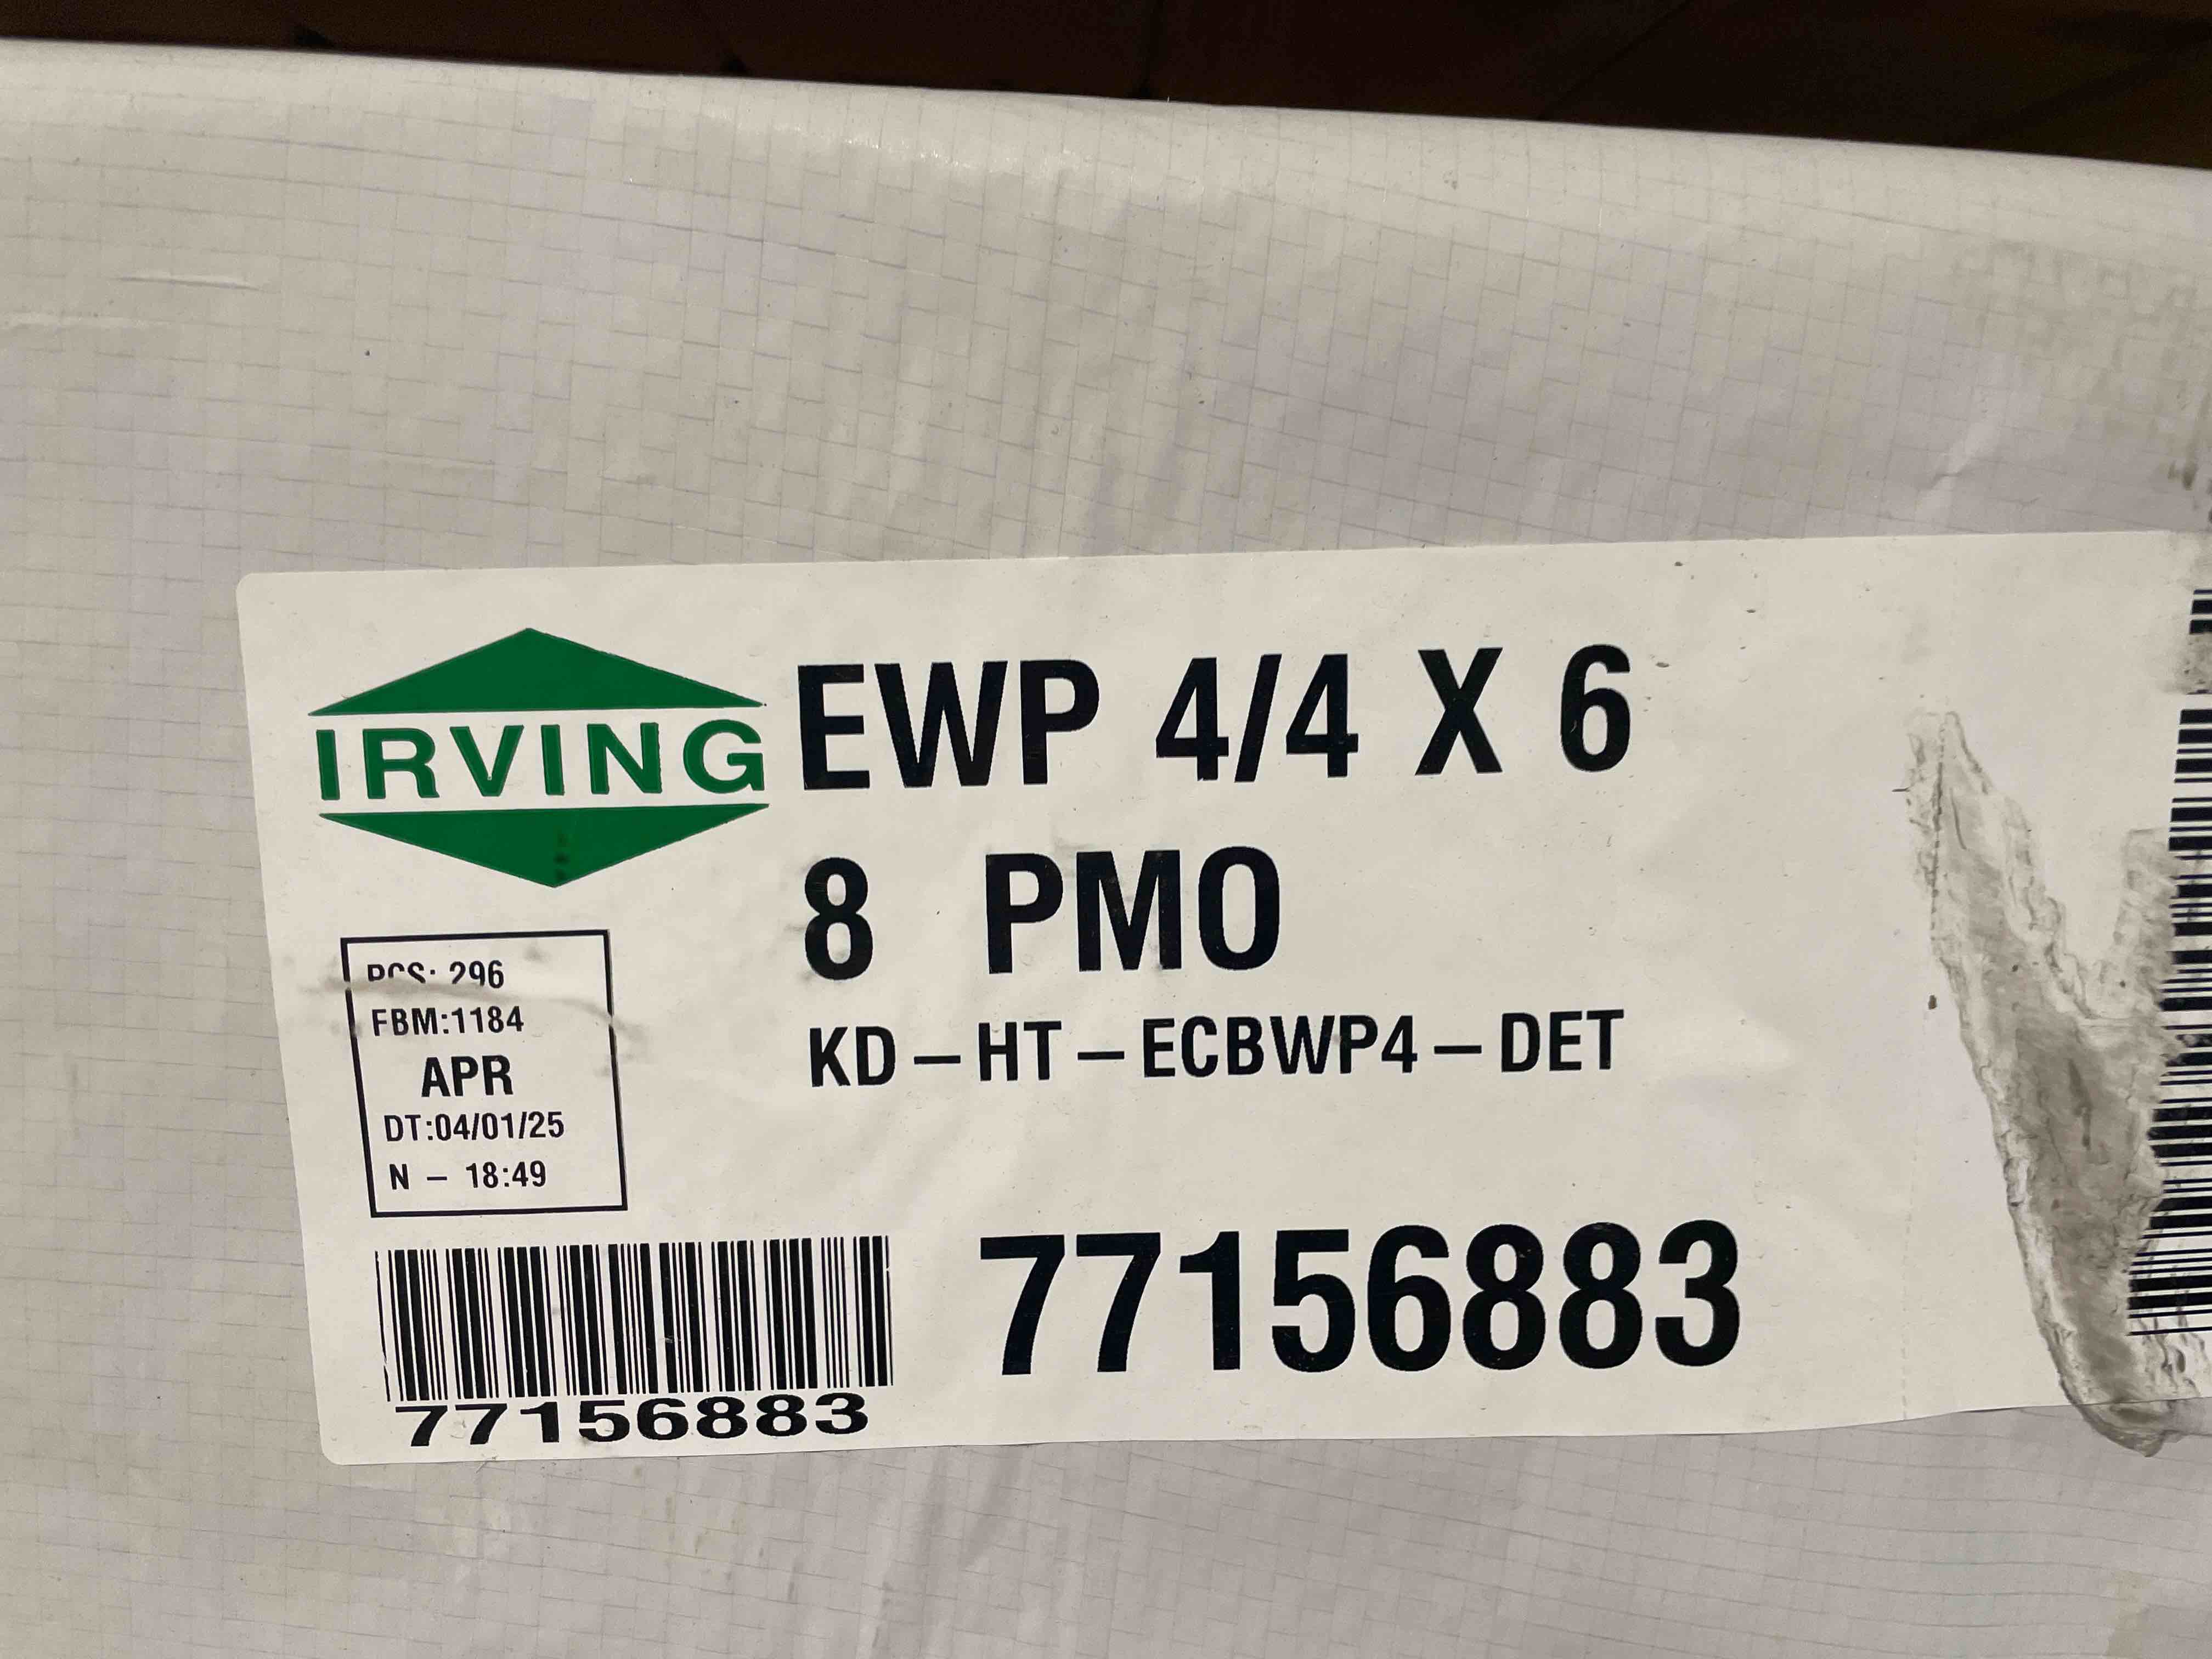 IRVING
EWP 4/4 X 6
8 PMO
KD – HT – ECBWP4 – DET
PCS: 296
FBM:1184
APR
DT:04/01/25
N – 18:49
77156883
77156883